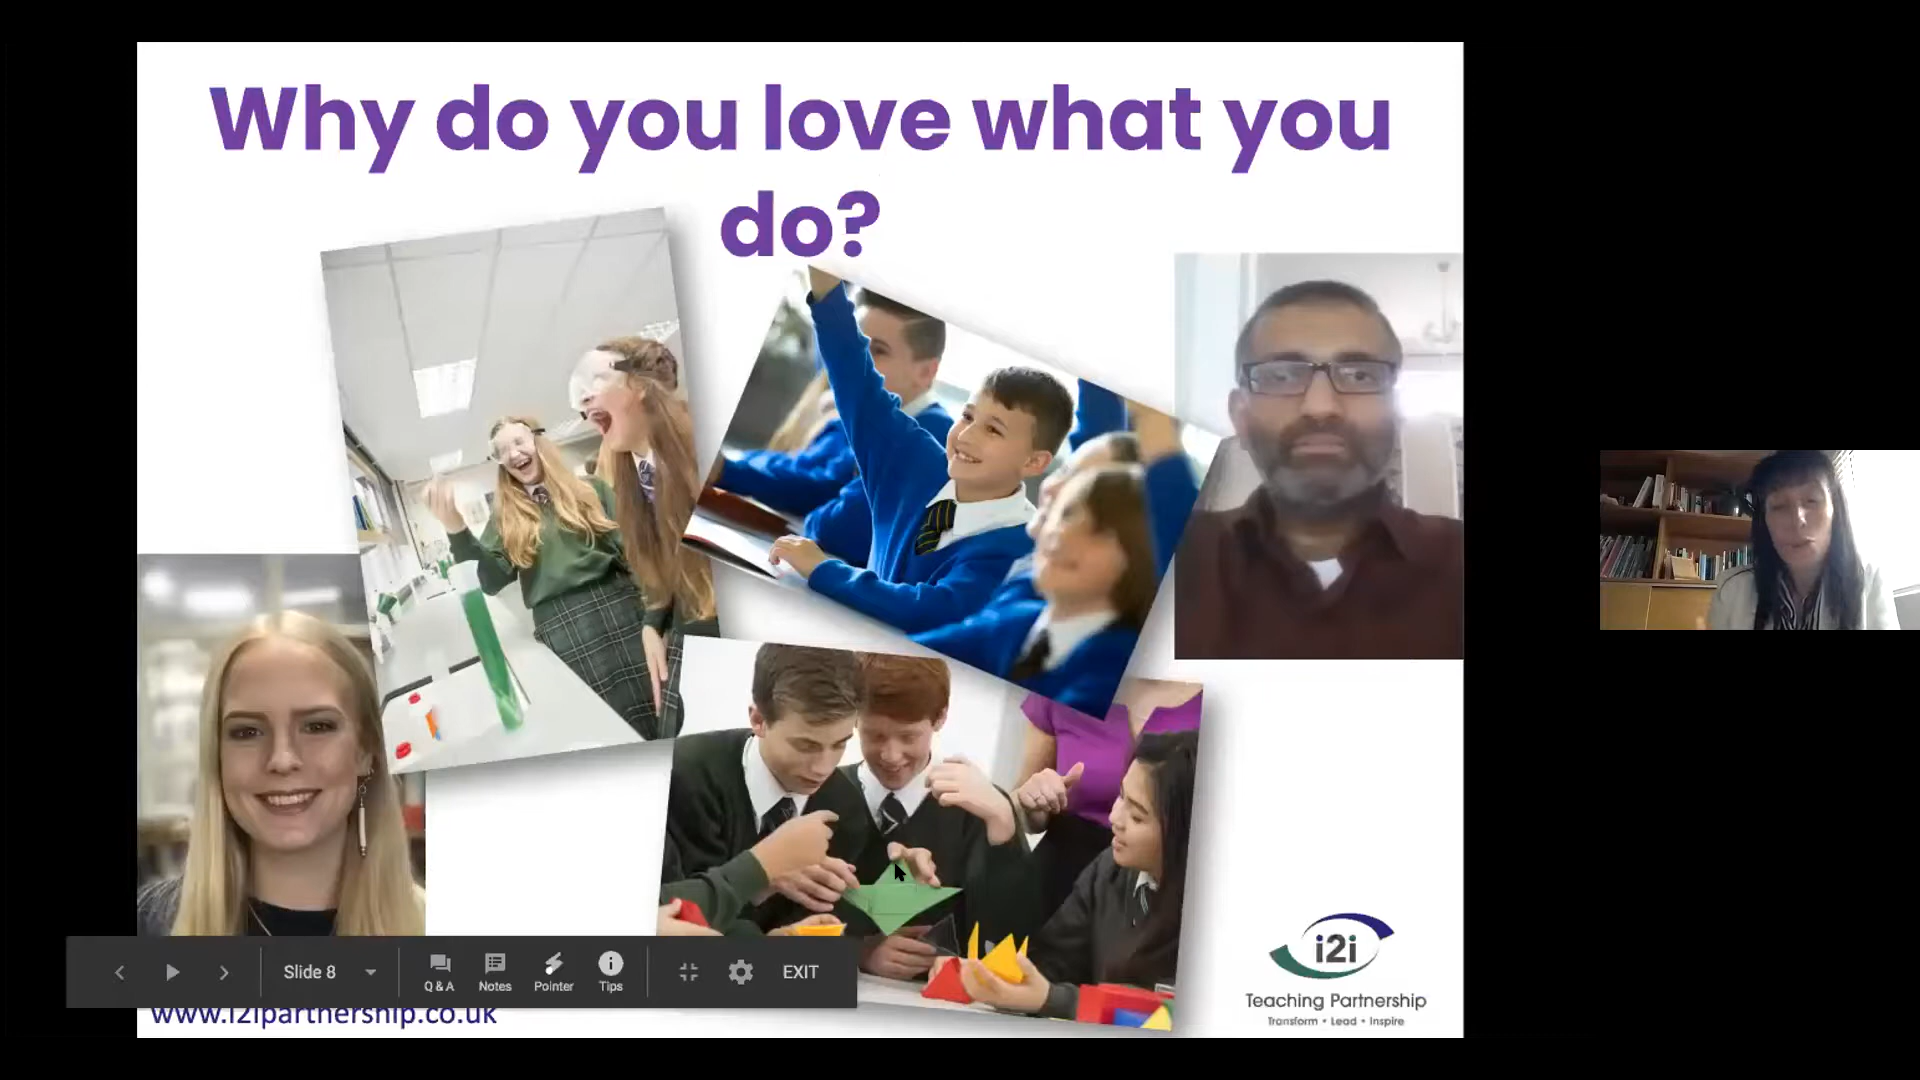 Why do you love what you
do?
i2i
Teaching Partnership
Transform • Lead • Inspire
Slide 8
Q & A
Notes
Pointer
Tips
EXIT
www.i2ipartnership.co.uk